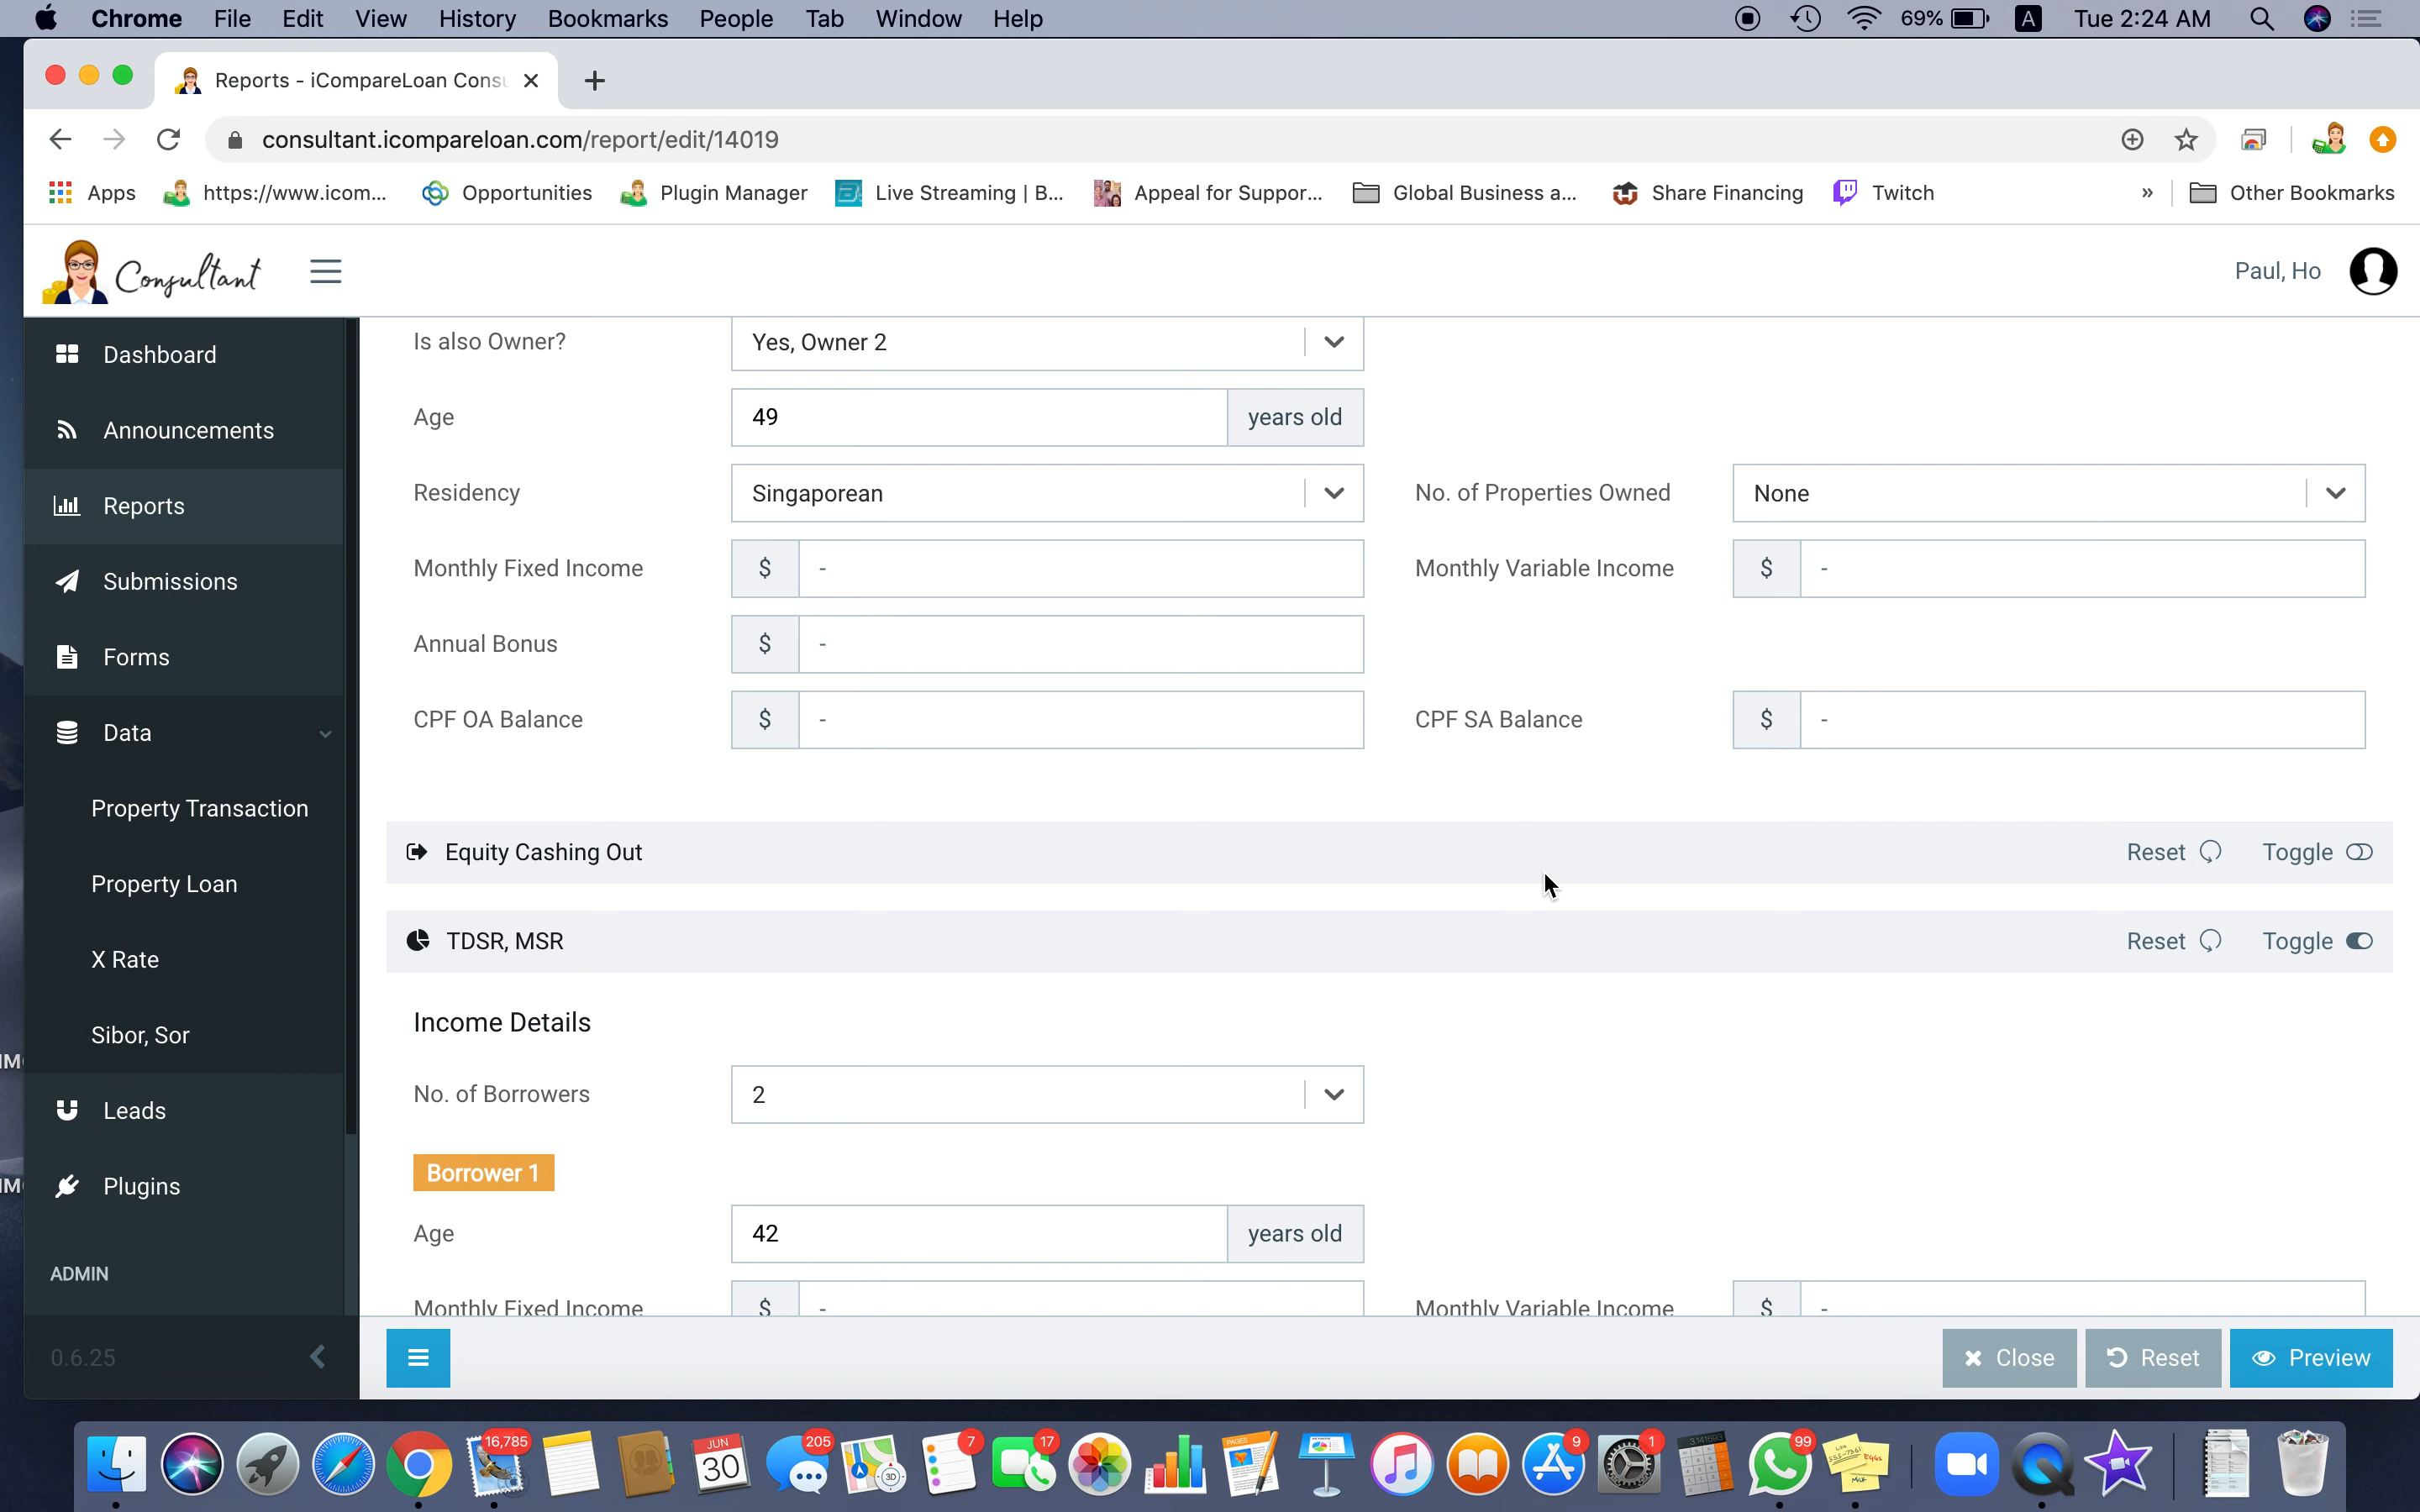 Chrome File Edit View History Bookmarks People Tab Window Help 69% A Tue 2:24 AM
Reports - iCompareLoan Consu
consultant.icompareloan.com/report/edit/14019
Apps https://www.icom... Opportunities Plugin Manager Live Streaming | B... Appeal for Suppor... Global Business a... Share Financing Twitch » Other Bookmarks
Consultant Paul, Ho
Dashboard
Announcements
Reports
Submissions
Forms
Data
Property Transaction
Property Loan
X Rate
Sibor, Sor
Leads
Plugins
ADMIN
0.6.25
Is also Owner? Yes, Owner 2
Age 49 years old
Residency Singaporean No. of Properties Owned None
Monthly Fixed Income $ - Monthly Variable Income $ -
Annual Bonus $ -
CPF OA Balance $ - CPF SA Balance $ -
Equity Cashing Out Reset Toggle
TDSR, MSR Reset Toggle
Income Details
No. of Borrowers 2
Borrower 1
Age 42 years old
Monthly Fixed Income $ - Monthly Variable Income $ -
Close Reset Preview
16,785 JUN 30 205 3D 7 17 PAGES 9 1 3.141593 99